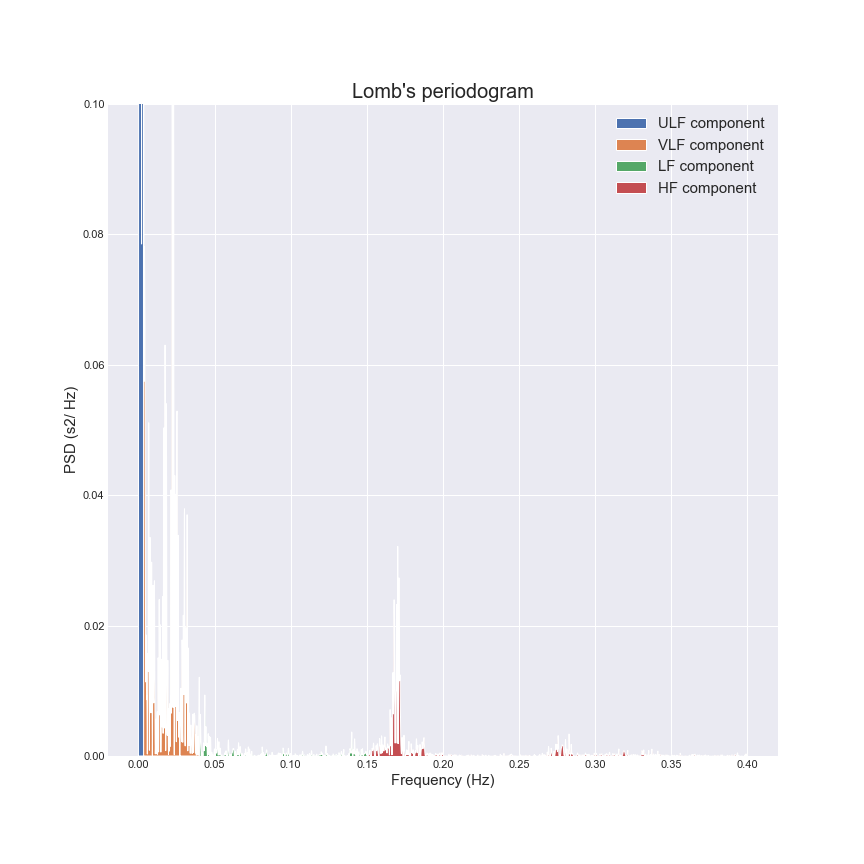 Lomb's periodogram
ULF component
VLF component
LF component
HF component
0.10
0.08
0.06
0.04
0.02
0.00
PSD (s2/ Hz)
0.00 0.05 0.10 0.15 0.20 0.25 0.30 0.35 0.40
Frequency (Hz)